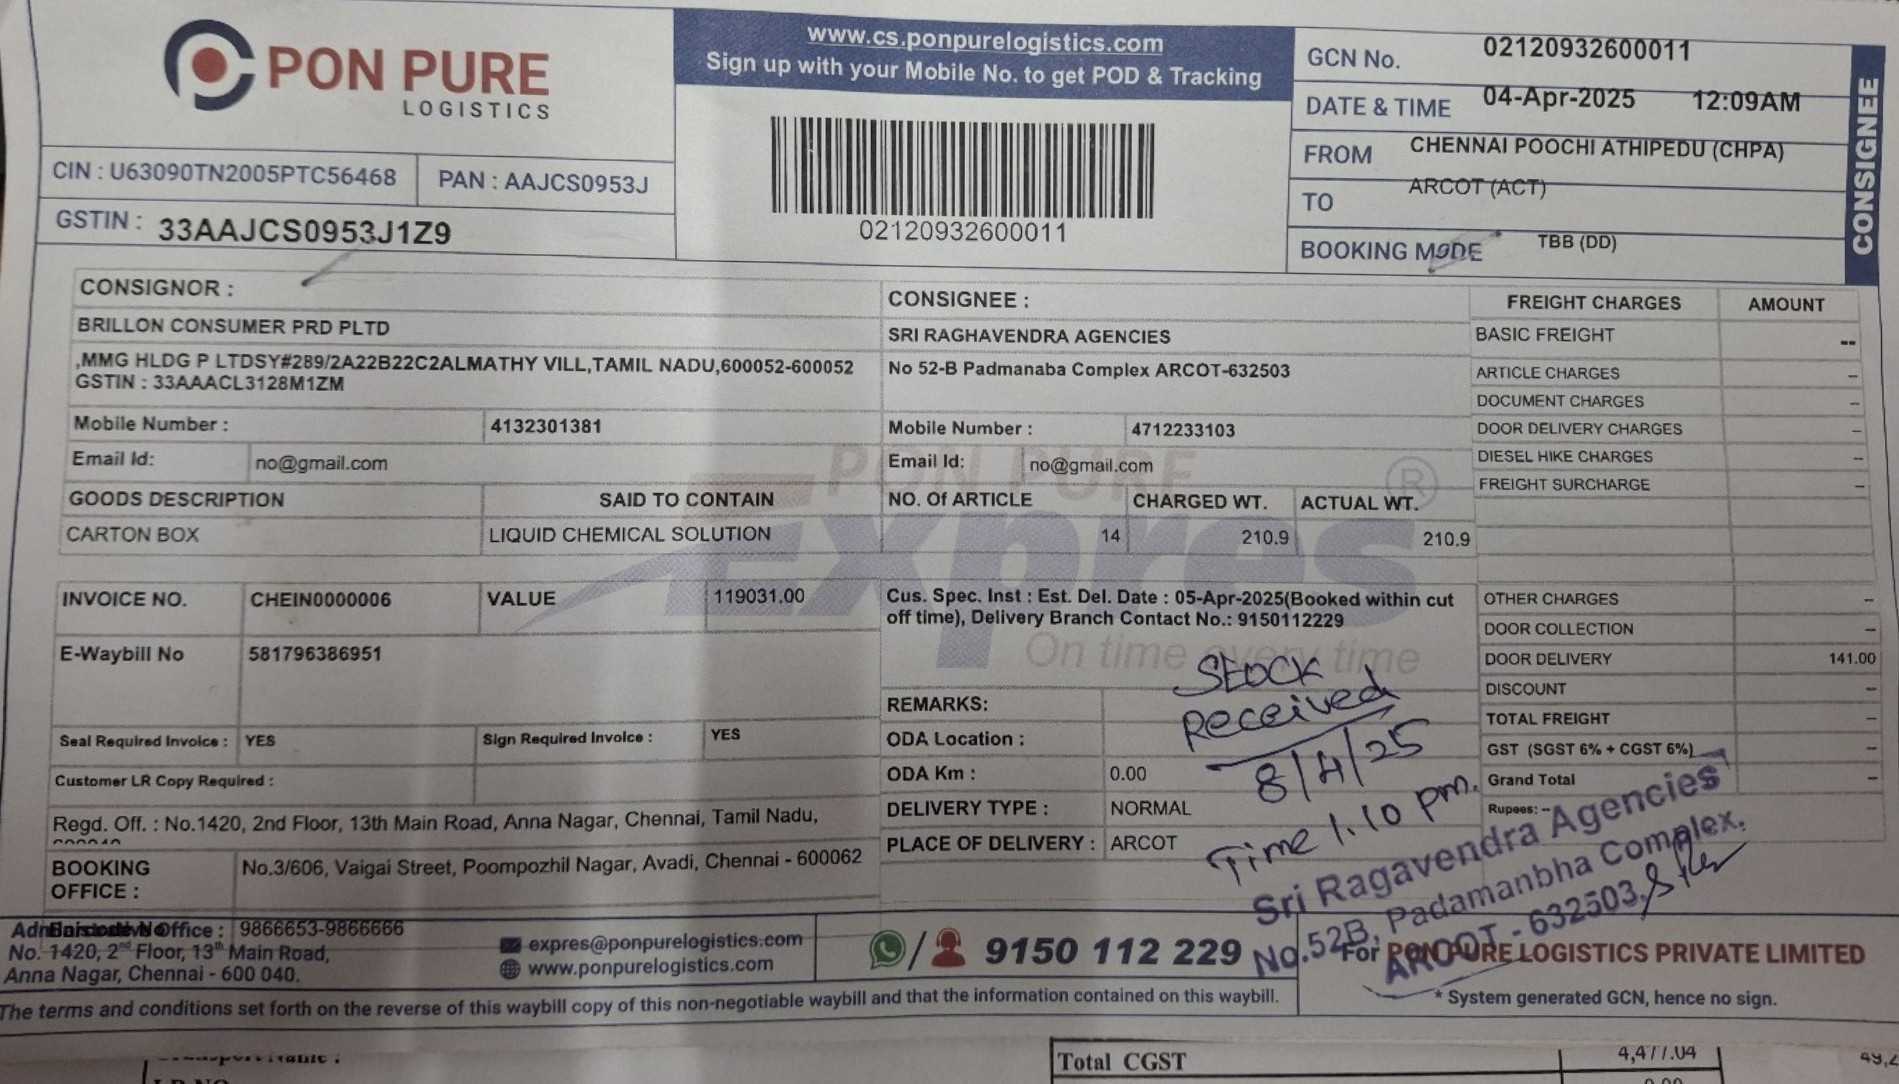 PON PURE
LOGISTICS
CIN : U63090TN2005PTC56468
PAN : AAJCS0953J
GSTIN : 33AAJCS0953J1Z9
www.cs.ponpurelogistics.com
Sign up with your Mobile No. to get POD & Tracking
02120932600011
GCN No. 02120932600011
DATE & TIME 04-Apr-2025 12:09AM
FROM CHENNAI POOCHI ATHIPEDU (CHPA)
TO ARCOT (ACT)
BOOKING MODE TBB (DD)
CONSIGNEE
CONSIGNOR :
BRILLON CONSUMER PRD PLTD
,MMG HLDG P LTDSY#289/2A22B22C2ALMATHY VILL,TAMIL NADU,600052-600052
GSTIN : 33AAACL3128M1ZM
Mobile Number : 4132301381
Email Id: no@gmail.com
CONSIGNEE :
SRI RAGHAVENDRA AGENCIES
No 52-B Padmanaba Complex ARCOT-632503
Mobile Number : 4712233103
Email Id: no@gmail.com
GOODS DESCRIPTION SAID TO CONTAIN NO. Of ARTICLE CHARGED WT. ACTUAL WT.
CARTON BOX LIQUID CHEMICAL SOLUTION 14 210.9 210.9
PON PURE
Expres ®
On time every time
INVOICE NO. CHEIN0000006 VALUE 119031.00
E-Waybill No 581796386951
Seal Required Invoice : YES Sign Required Invoice : YES
Customer LR Copy Required :
Regd. Off. : No.1420, 2nd Floor, 13th Main Road, Anna Nagar, Chennai, Tamil Nadu,
BOOKING OFFICE : No.3/606, Vaigai Street, Poompozhil Nagar, Avadi, Chennai - 600062
Cus. Spec. Inst : Est. Del. Date : 05-Apr-2025(Booked within cut
off time), Delivery Branch Contact No.: 9150112229
REMARKS:
ODA Location :
ODA Km : 0.00
DELIVERY TYPE : NORMAL
PLACE OF DELIVERY : ARCOT
FREIGHT CHARGES AMOUNT
BASIC FREIGHT --
ARTICLE CHARGES –
DOCUMENT CHARGES –
DOOR DELIVERY CHARGES –
DIESEL HIKE CHARGES –
FREIGHT SURCHARGE –
OTHER CHARGES –
DOOR COLLECTION –
DOOR DELIVERY 141.00
DISCOUNT –
TOTAL FREIGHT –
GST (SGST 6% + CGST 6%) –
Grand Total –
Rupees: --
Stock
Received
8/4/25
Time 1.10 pm.
Sri Ragavendra Agencies
No.52B, Padamanbha Complex,
ARCOT - 632503.
Administrative Office : 9866653-9866666
No. 1420, 2nd Floor, 13th Main Road,
Anna Nagar, Chennai - 600 040.
expres@ponpurelogistics.com
www.ponpurelogistics.com
/ 9150 112 229
For PON PURE LOGISTICS PRIVATE LIMITED
* System generated GCN, hence no sign.
The terms and conditions set forth on the reverse of this waybill copy of this non-negotiable waybill and that the information contained on this waybill.
Total CGST 4,477.04